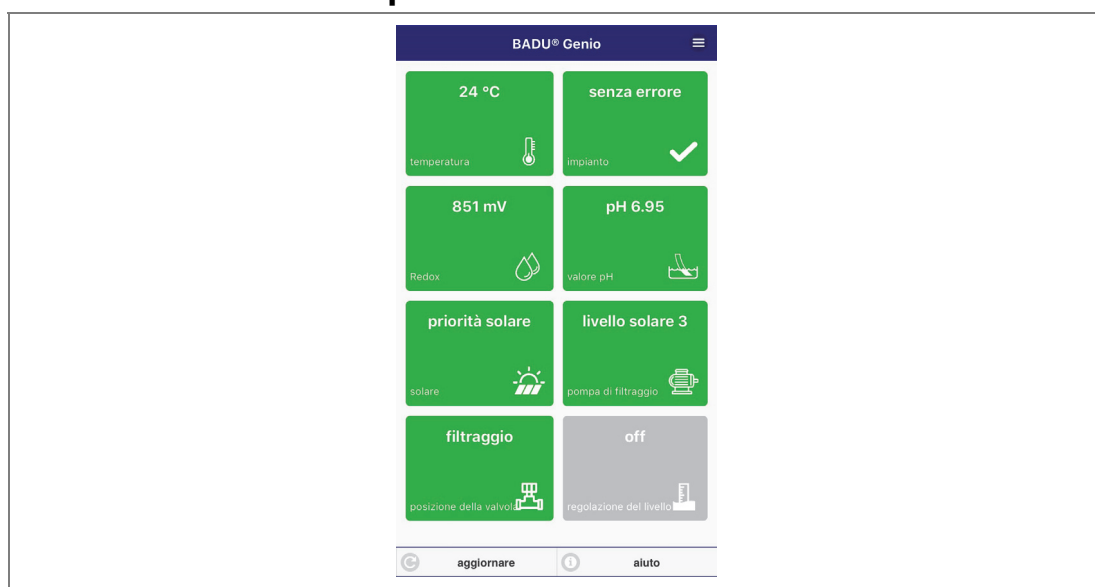 BADU® Genio
24 °C
temperatura
senza errore
impianto
851 mV
Redox
pH 6.95
valore pH
priorità solare
solare
livello solare 3
pompa di filtraggio
filtraggio
posizione della valvola
off
regolazione del livello
aggiornare
aiuto